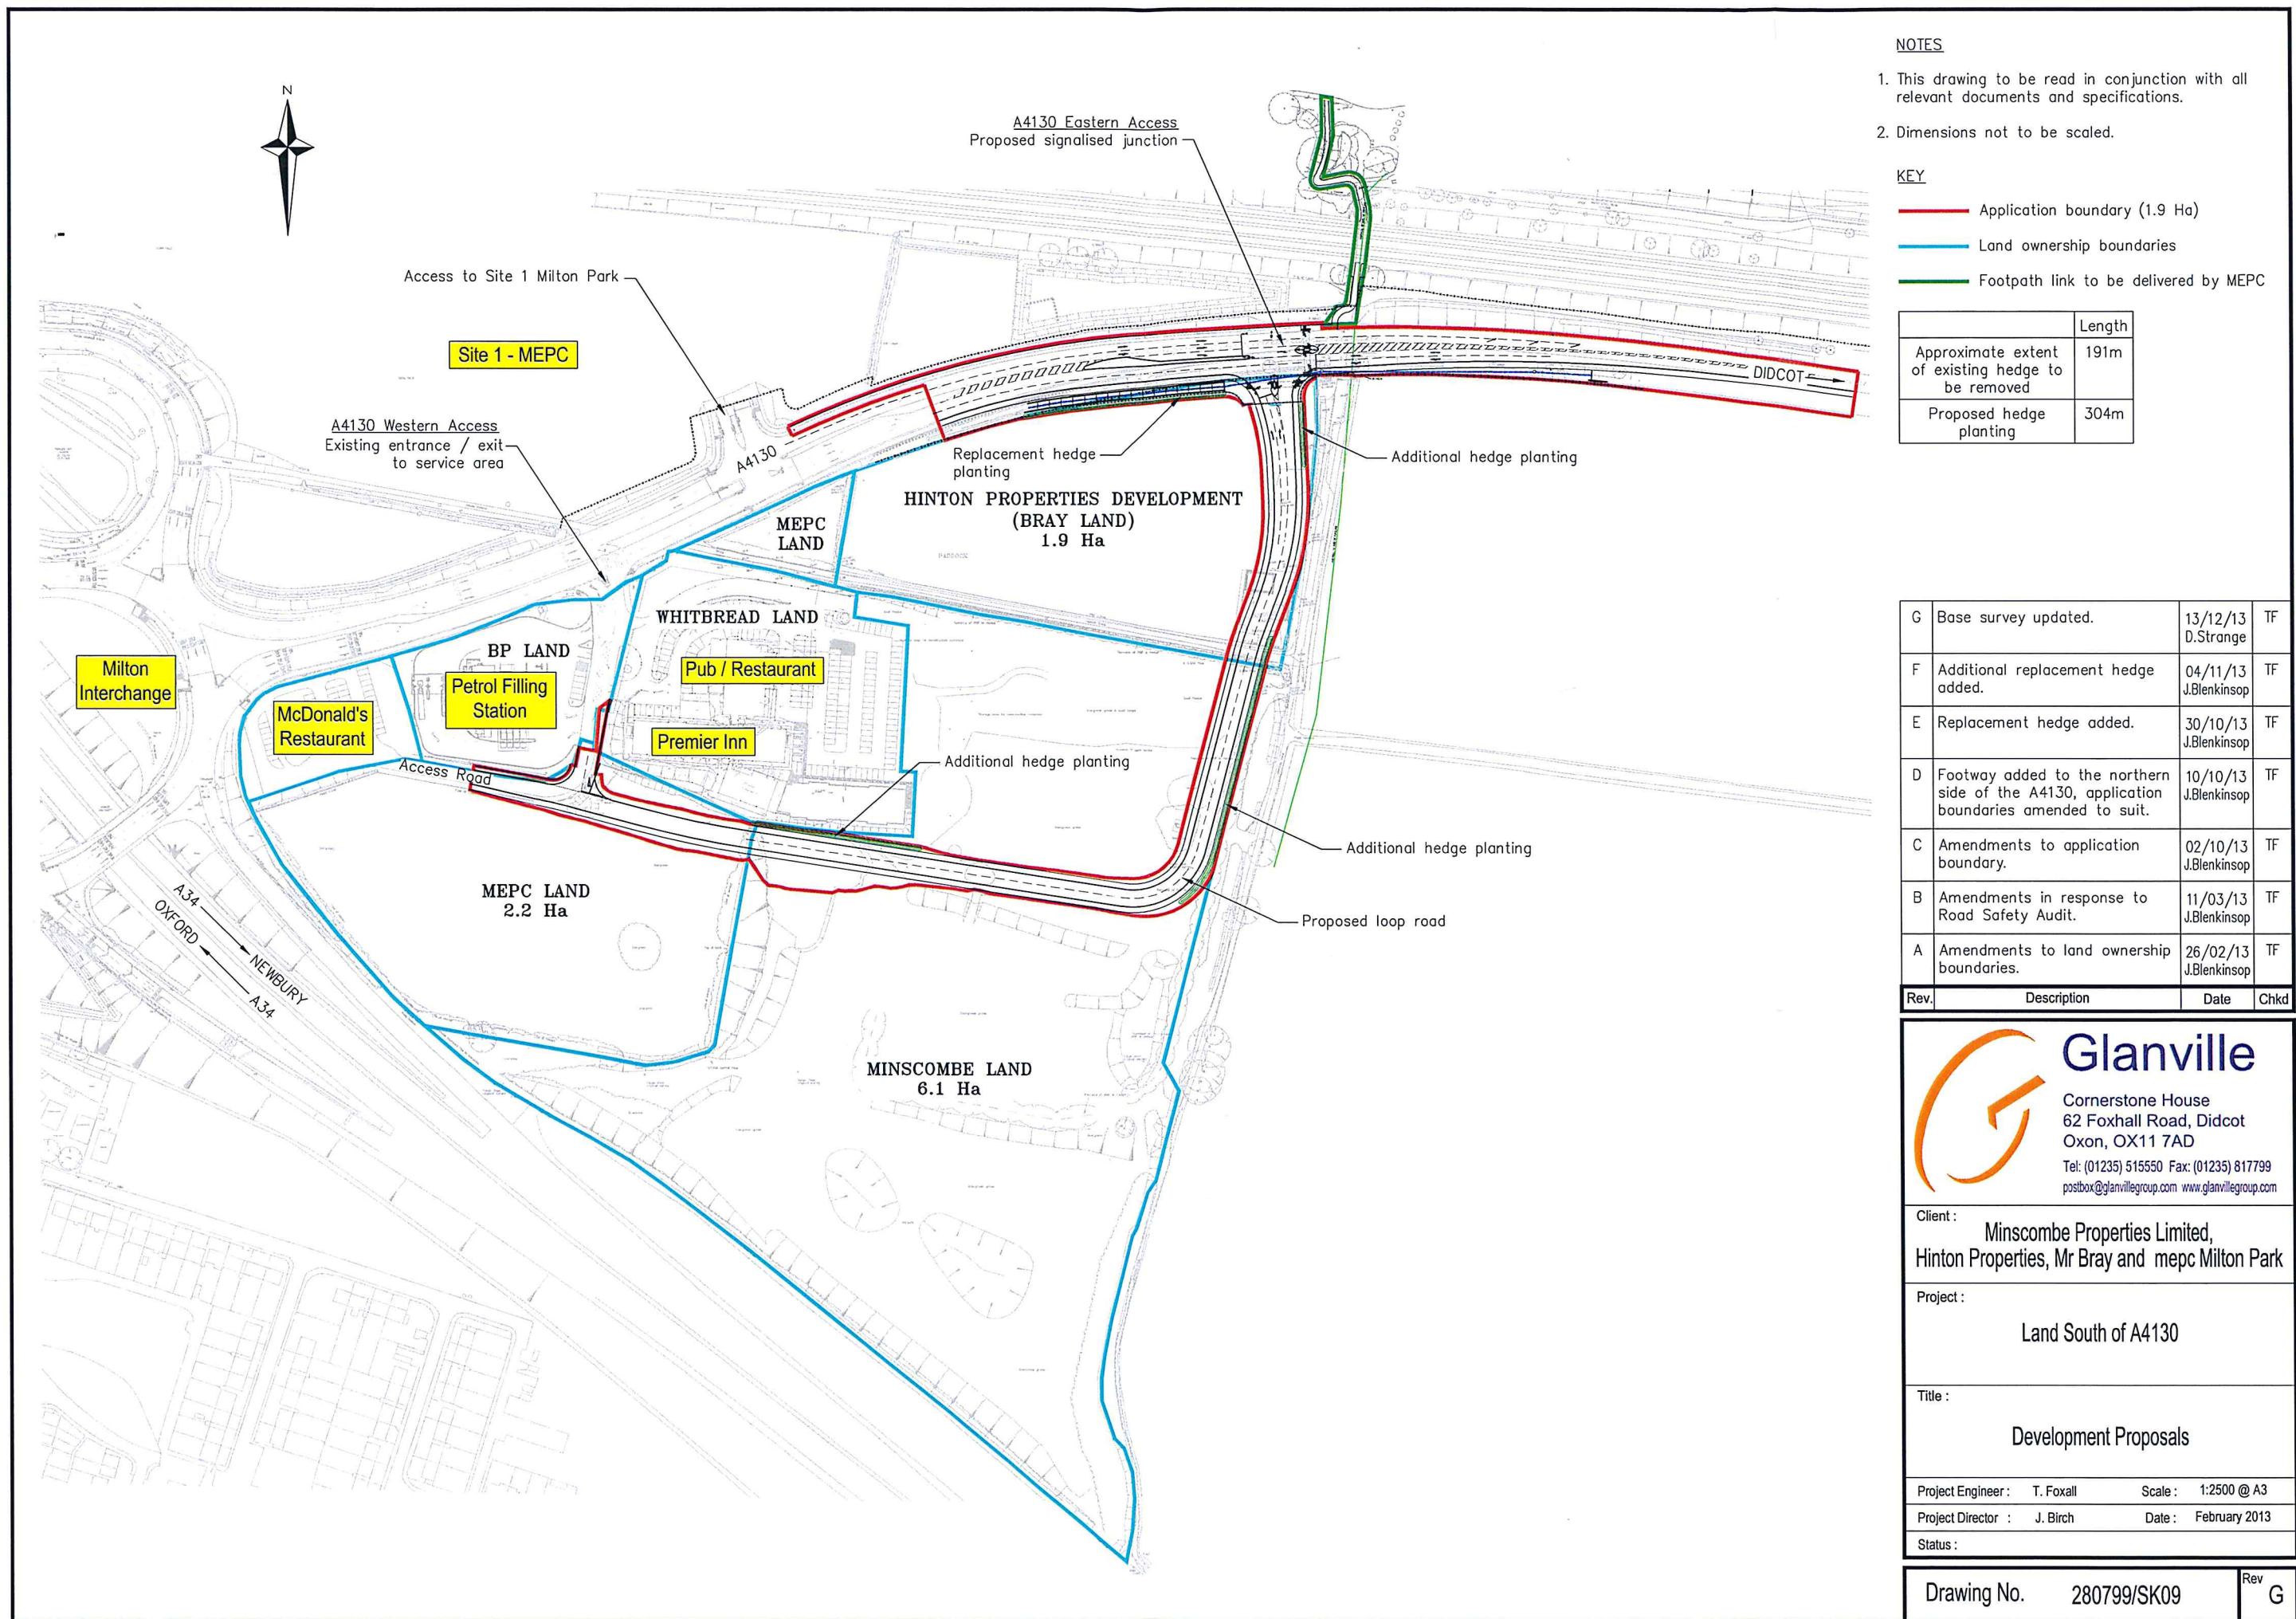 N
A4130 Eastern Access
Proposed signalised junction
Access to Site 1 Milton Park
Site 1 - MEPC
A4130 Western Access
Existing entrance / exit
to service area
A4130
DIDCOT
Replacement hedge
planting
Additional hedge planting
HINTON PROPERTIES DEVELOPMENT
(BRAY LAND)
1.9 Ha
MEPC
LAND
PADDOCK
WHITBREAD LAND
Pub / Restaurant
BP LAND
Petrol Filling
Station
Milton
Interchange
McDonald's
Restaurant
Premier Inn
Access Road
Additional hedge planting
Additional hedge planting
Proposed loop road
MEPC LAND
2.2 Ha
A34
OXFORD
NEWBURY
A34
MINSCOMBE LAND
6.1 Ha
NOTES
1. This drawing to be read in conjunction with all
relevant documents and specifications.
2. Dimensions not to be scaled.
KEY
Application boundary (1.9 Ha)
Land ownership boundaries
Footpath link to be delivered by MEPC
Length
Approximate extent 191m
of existing hedge to
be removed
Proposed hedge 304m
planting
G Base survey updated. 13/12/13 TF
D.Strange
F Additional replacement hedge 04/11/13 TF
added. J.Blenkinsop
E Replacement hedge added. 30/10/13 TF
J.Blenkinsop
D Footway added to the northern 10/10/13 TF
side of the A4130, application J.Blenkinsop
boundaries amended to suit.
C Amendments to application 02/10/13 TF
boundary. J.Blenkinsop
B Amendments in response to 11/03/13 TF
Road Safety Audit. J.Blenkinsop
A Amendments to land ownership 26/02/13 TF
boundaries. J.Blenkinsop
Rev. Description Date Chkd
Glanville
Cornerstone House
62 Foxhall Road, Didcot
Oxon, OX11 7AD
Tel: (01235) 515550 Fax: (01235) 817799
postbox@glanvillegroup.com www.glanvillegroup.com
Client :
Minscombe Properties Limited,
Hinton Properties, Mr Bray and mepc Milton Park
Project :
Land South of A4130
Title :
Development Proposals
Project Engineer : T. Foxall Scale : 1:2500 @ A3
Project Director : J. Birch Date : February 2013
Status :
Drawing No. 280799/SK09 Rev G